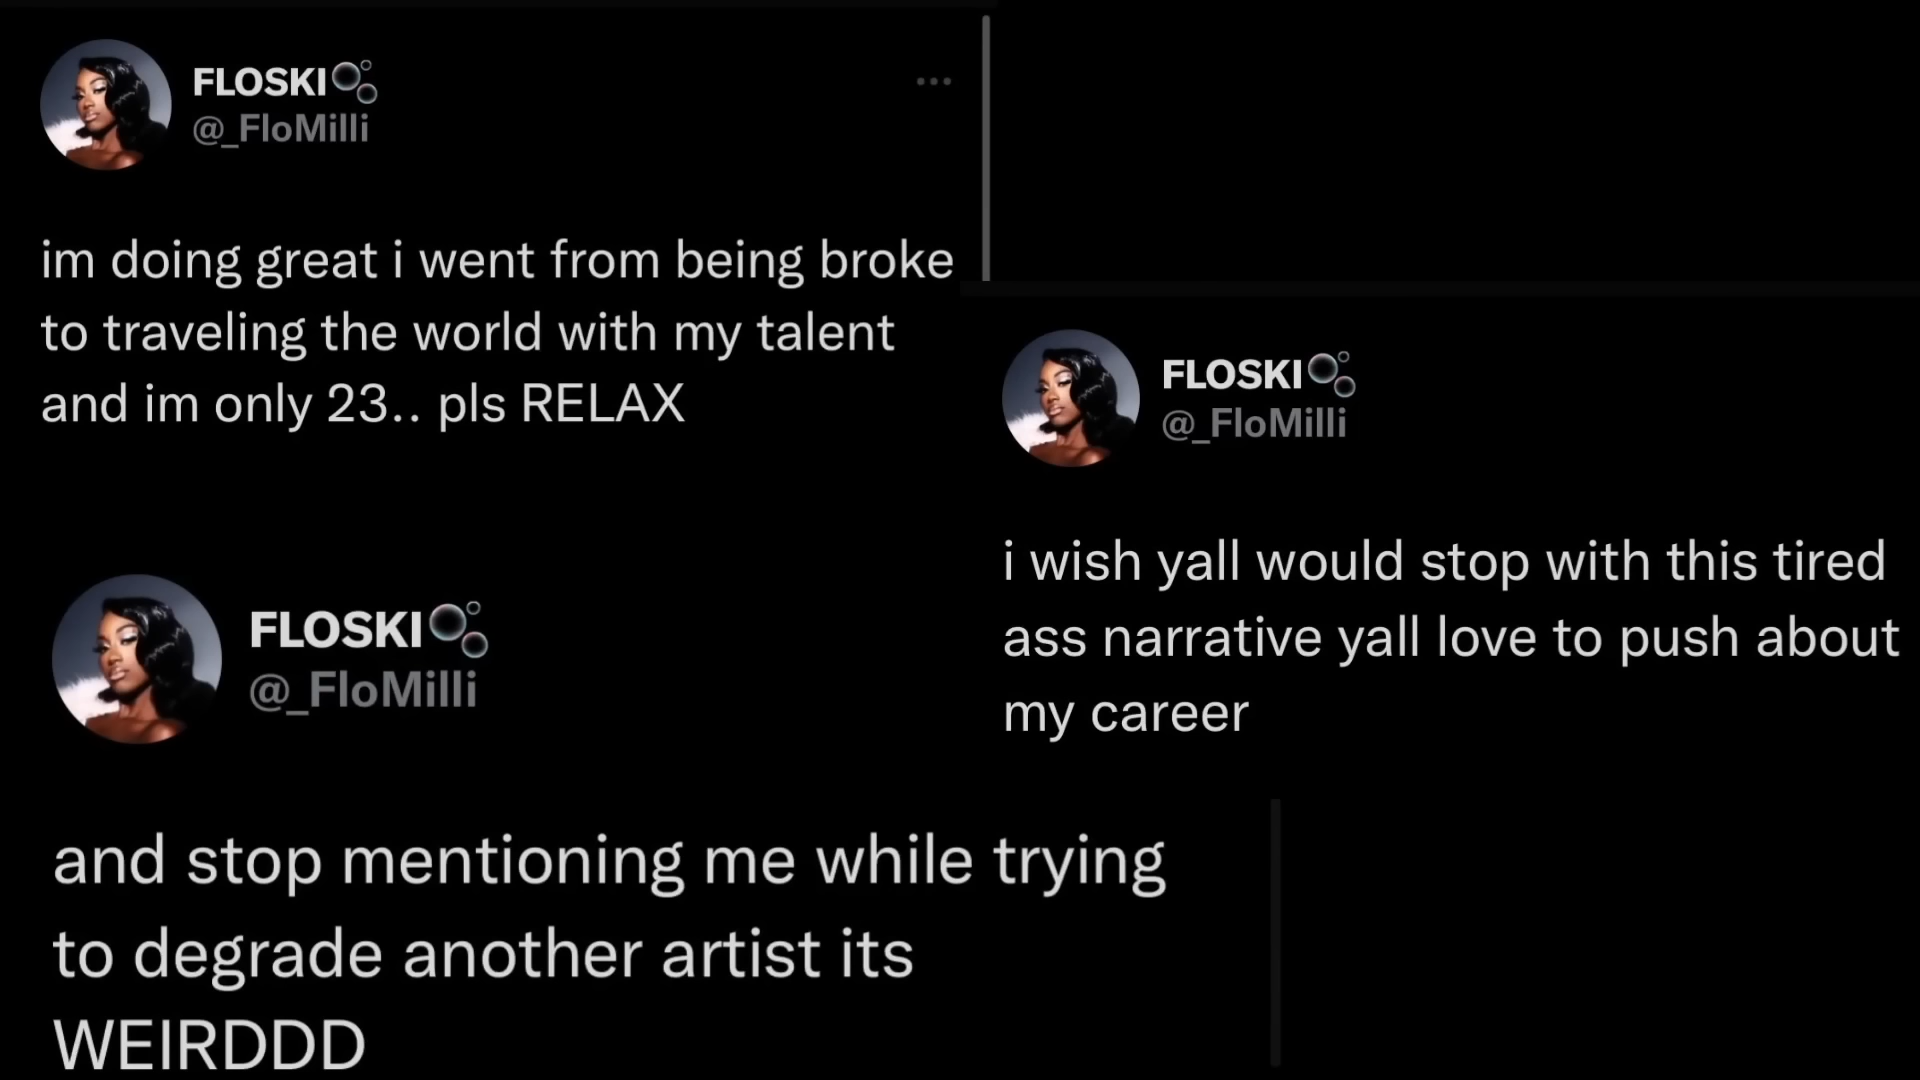 FLOSKI🫧
@_FloMilli
im doing great i went from being broke
to traveling the world with my talent
and im only 23.. pls RELAX
FLOSKI🫧
@_FloMilli
i wish yall would stop with this tired
ass narrative yall love to push about
my career
FLOSKI🫧
@_FloMilli
and stop mentioning me while trying
to degrade another artist its
WEIRDDD